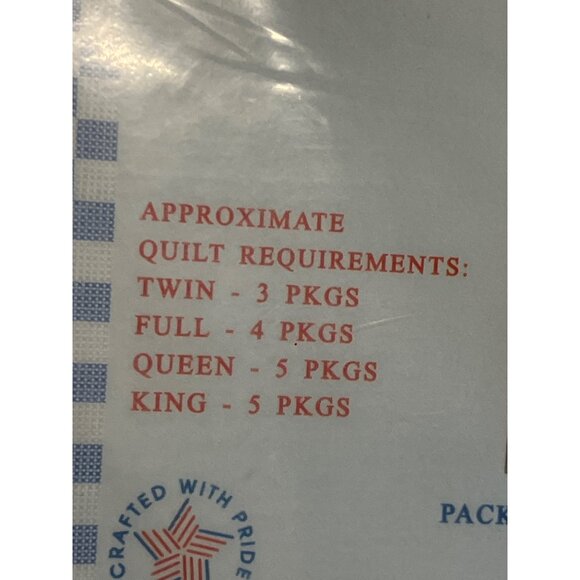 APPROXIMATE
QUILT REQUIREMENTS:
TWIN - 3 PKGS
FULL - 4 PKGS
QUEEN - 5 PKGS
KING - 5 PKGS
CRAFTED WITH PRIDE
PACK